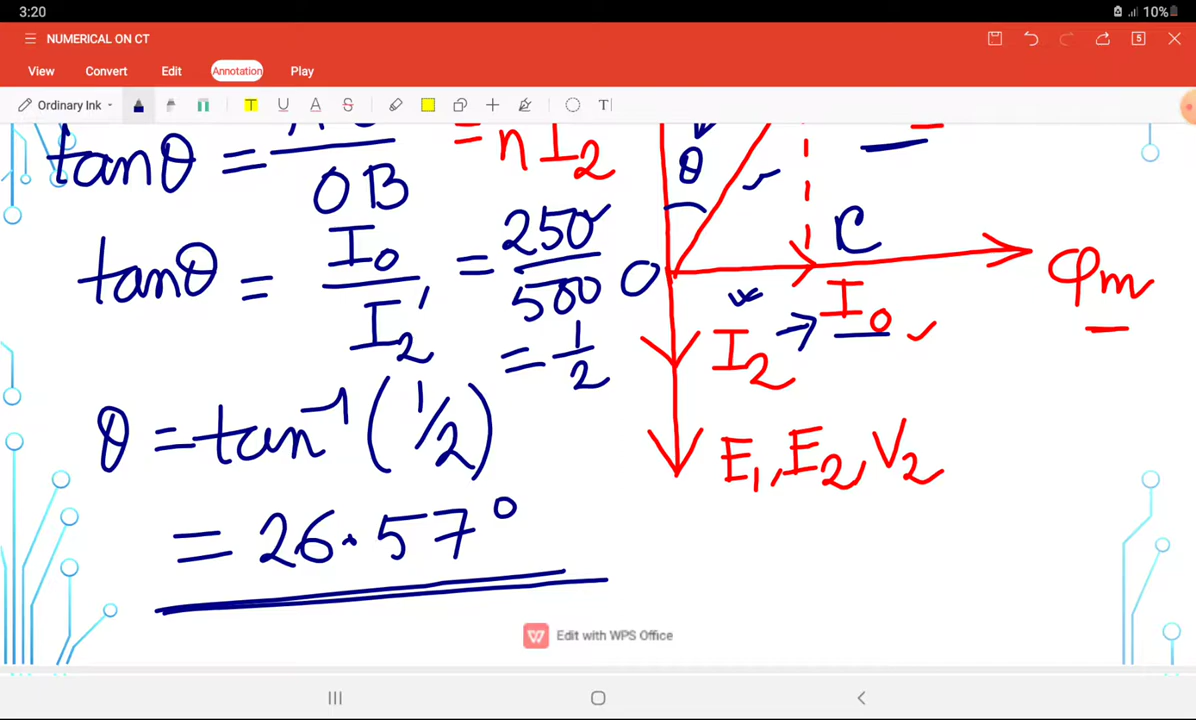 3:20
10%
NUMERICAL ON CT
5
View Convert Edit Annotation Play
Ordinary Ink T U A S T
tanθ = / OB
= nI2
θ
tanθ = I0 / I2' = 250 / 500
= 1/2
O
C
φm
I0
I2
θ = tan⁻¹ (1/2)
E1, E2, V2
= 26.57°
Edit with WPS Office